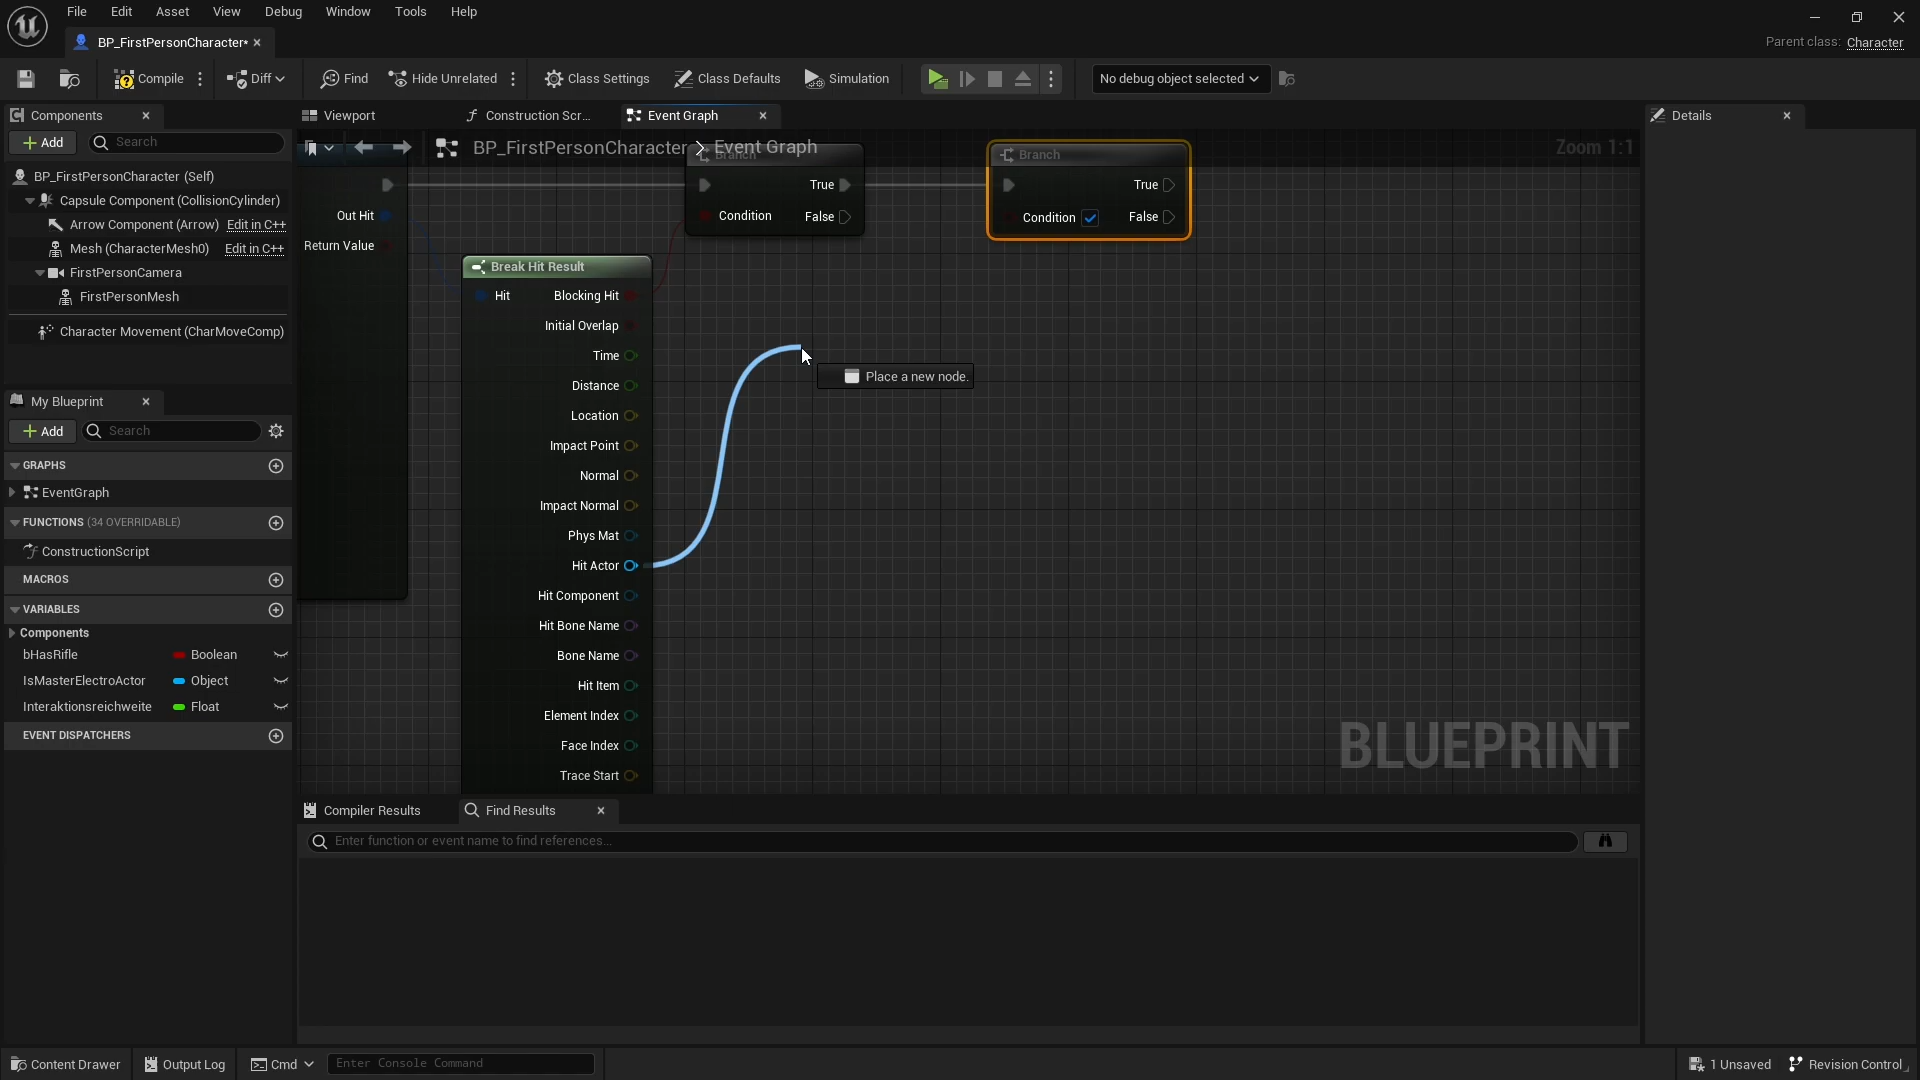 File Edit Asset View Debug Window Tools Help
BP_FirstPersonCharacter*
Parent class: Character
Compile Diff Find Hide Unrelated Class Settings Class Defaults Simulation No debug object selected
Components
Add Search
BP_FirstPersonCharacter (Self)
Capsule Component (CollisionCylinder)
Arrow Component (Arrow) Edit in C++
Mesh (CharacterMesh0) Edit in C++
FirstPersonCamera
FirstPersonMesh
Character Movement (CharMoveComp)
My Blueprint
Add Search
GRAPHS
EventGraph
FUNCTIONS (34 OVERRIDABLE)
ConstructionScript
MACROS
VARIABLES
Components
bHasRifle Boolean
IsMasterElectroActor Object
Interaktionsreichweite Float
EVENT DISPATCHERS
Viewport Construction Scr... Event Graph
BP_FirstPersonCharacter > Event Graph
Zoom 1:1
Out Hit
Return Value
Branch
True
Condition False
Branch
True
Condition False
Break Hit Result
Hit Blocking Hit
Initial Overlap
Time
Distance
Location
Impact Point
Normal
Impact Normal
Phys Mat
Hit Actor
Hit Component
Hit Bone Name
Bone Name
Hit Item
Element Index
Face Index
Trace Start
Place a new node.
BLUEPRINT
Compiler Results Find Results
Enter function or event name to find references...
Details
Content Drawer Output Log Cmd Enter Console Command
1 Unsaved Revision Control